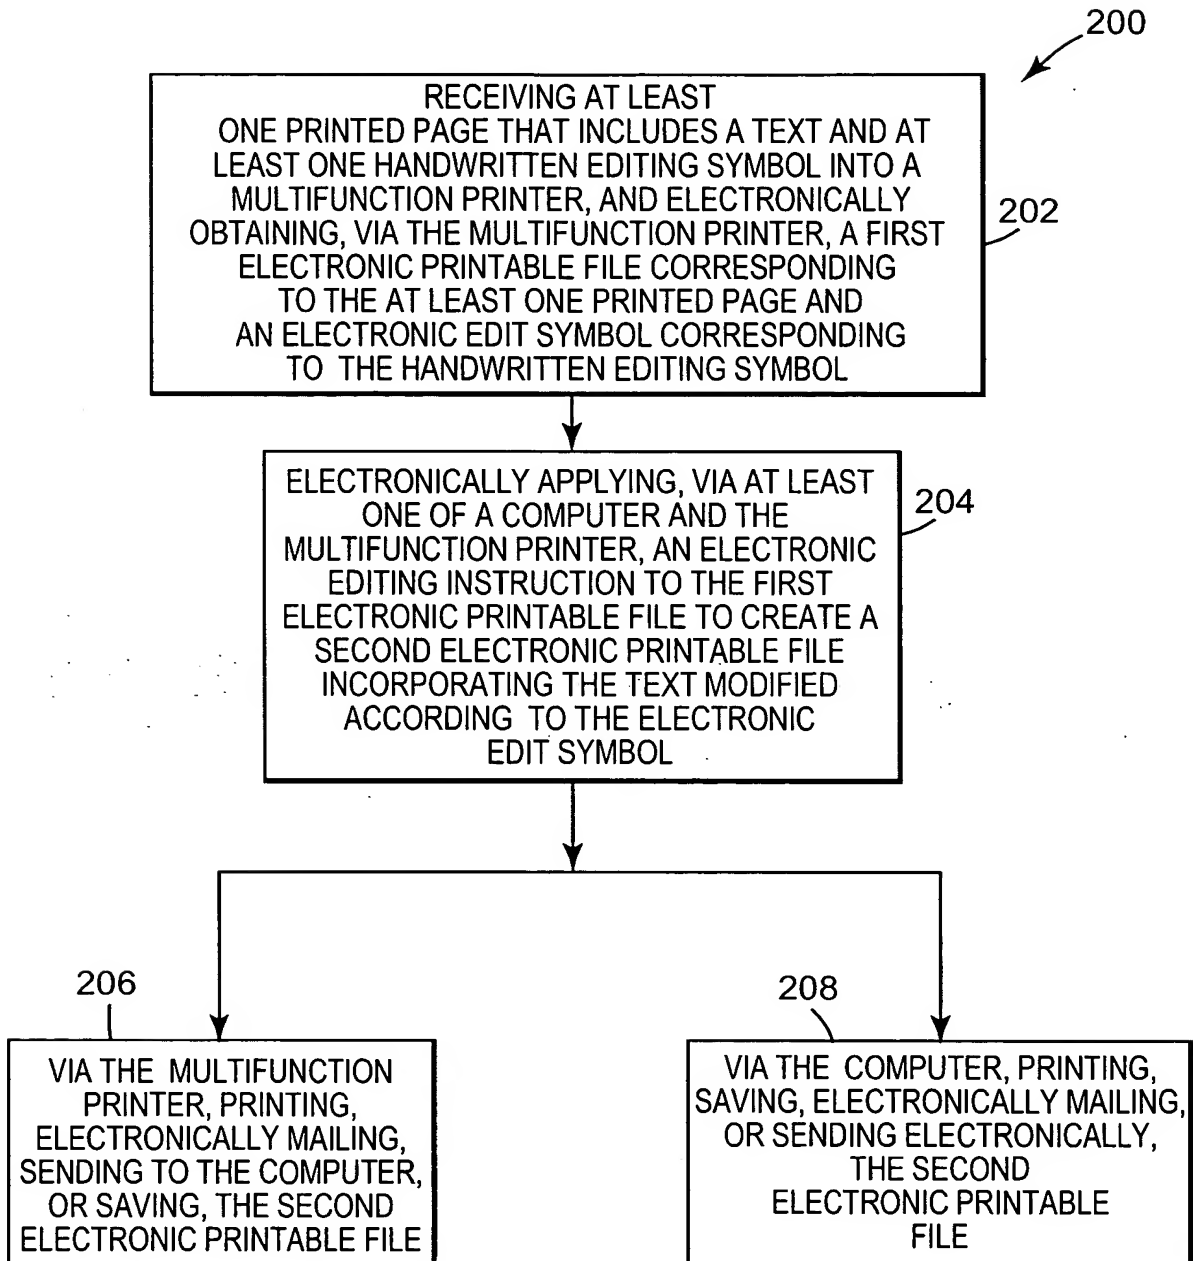 200
RECEIVING AT LEAST
ONE PRINTED PAGE THAT INCLUDES A TEXT AND AT
LEAST ONE HANDWRITTEN EDITING SYMBOL INTO A
MULTIFUNCTION PRINTER, AND ELECTRONICALLY
OBTAINING, VIA THE MULTIFUNCTION PRINTER, A FIRST
ELECTRONIC PRINTABLE FILE CORRESPONDING
TO THE AT LEAST ONE PRINTED PAGE AND
AN ELECTRONIC EDIT SYMBOL CORRESPONDING
TO THE HANDWRITTEN EDITING SYMBOL
202
ELECTRONICALLY APPLYING, VIA AT LEAST
ONE OF A COMPUTER AND THE
MULTIFUNCTION PRINTER, AN ELECTRONIC
EDITING INSTRUCTION TO THE FIRST
ELECTRONIC PRINTABLE FILE TO CREATE A
SECOND ELECTRONIC PRINTABLE FILE
INCORPORATING THE TEXT MODIFIED
ACCORDING TO THE ELECTRONIC
EDIT SYMBOL
204
206
VIA THE MULTIFUNCTION
PRINTER, PRINTING,
ELECTRONICALLY MAILING,
SENDING TO THE COMPUTER,
OR SAVING, THE SECOND
ELECTRONIC PRINTABLE FILE
208
VIA THE COMPUTER, PRINTING,
SAVING, ELECTRONICALLY MAILING,
OR SENDING ELECTRONICALLY,
THE SECOND
ELECTRONIC PRINTABLE
FILE